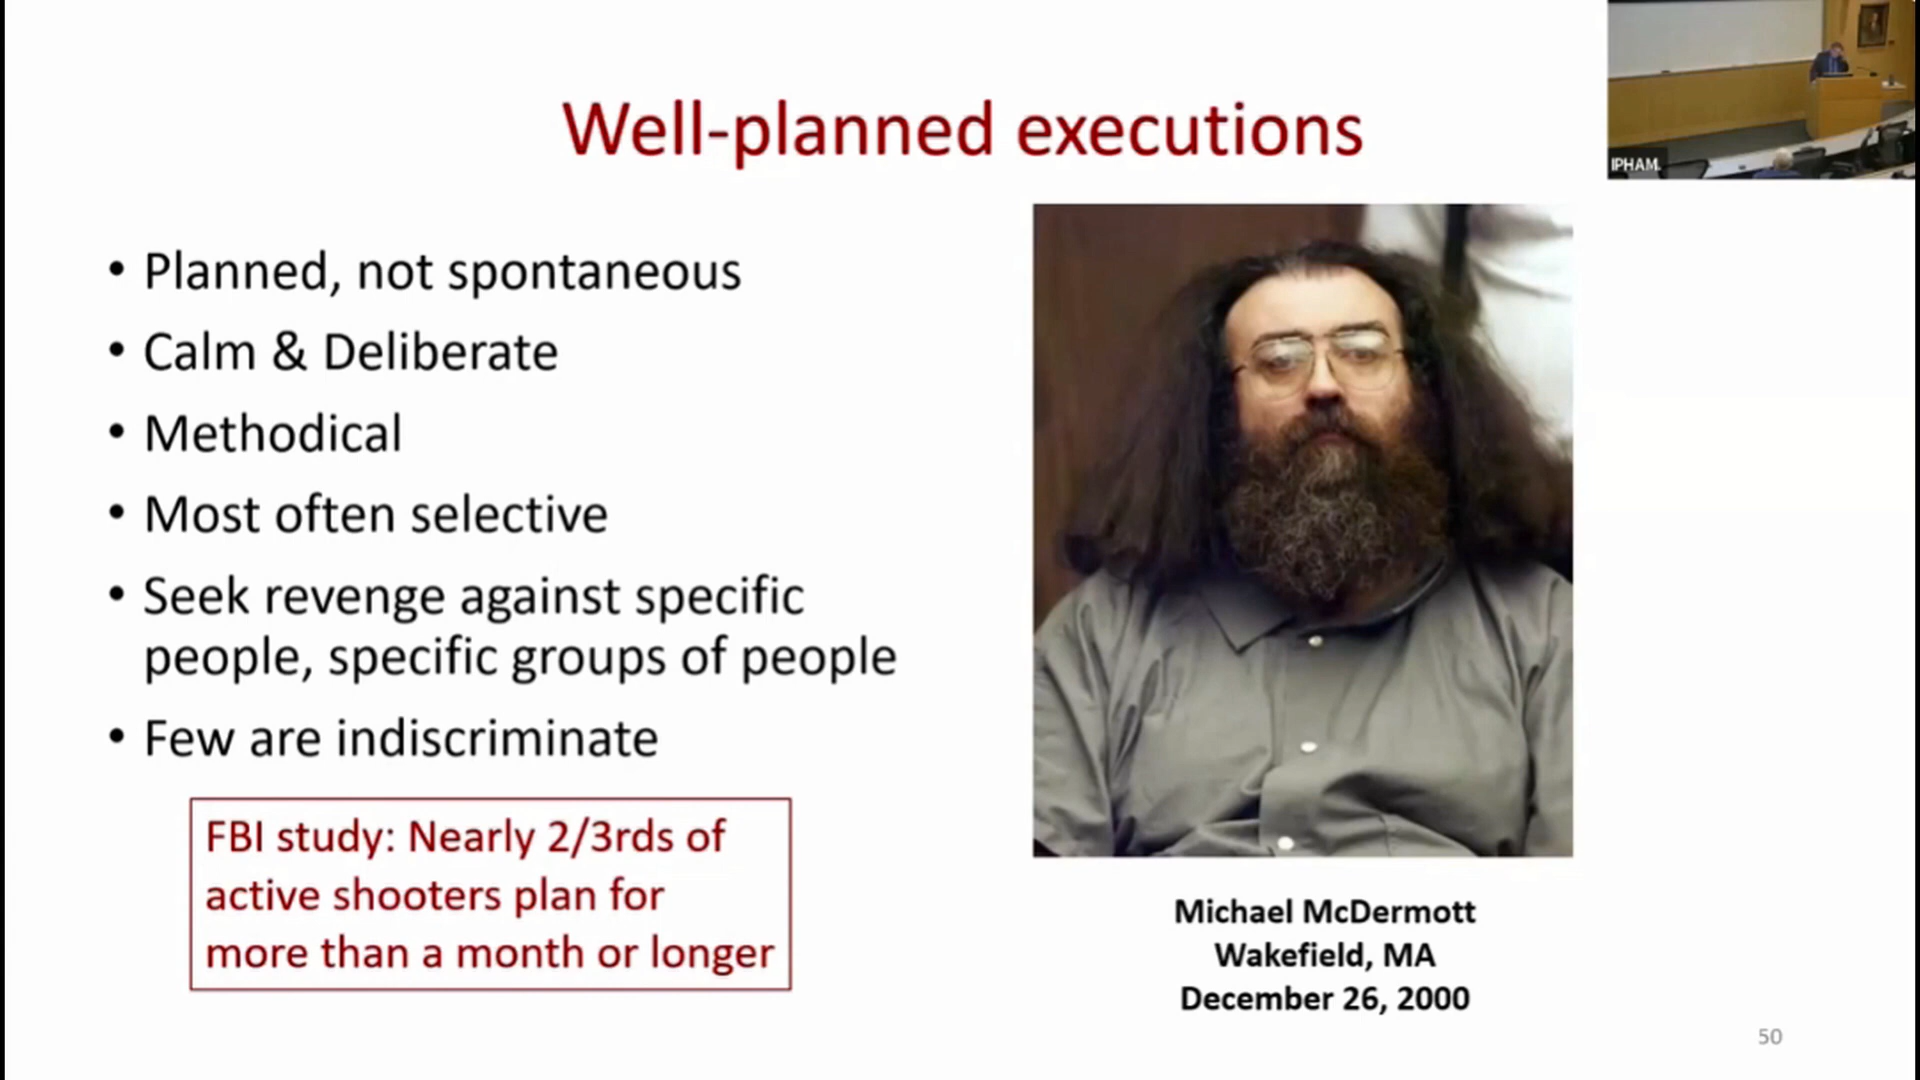 Well-planned executions
• Planned, not spontaneous
• Calm & Deliberate
• Methodical
• Most often selective
• Seek revenge against specific
people, specific groups of people
• Few are indiscriminate
FBI study: Nearly 2/3rds of
active shooters plan for
more than a month or longer
Michael McDermott
Wakefield, MA
December 26, 2000
50
IPHAM